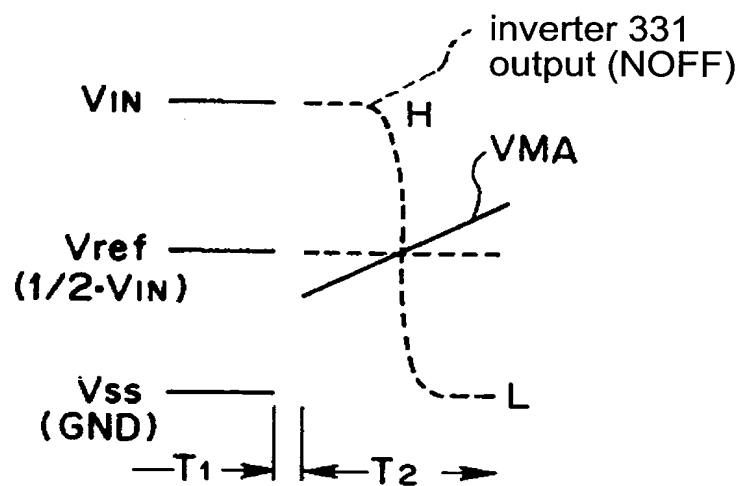 inverter 331
output (NOFF)
VIN
H
VMA
Vref
(1/2·VIN)
Vss
(GND)
L
T1
T2